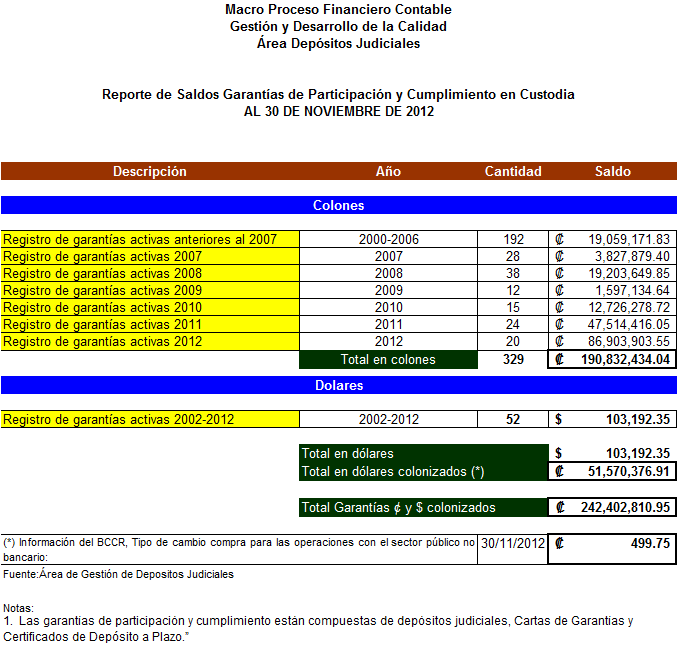 Macro Proceso Financiero Contable
Gestión y Desarrollo de la Calidad
Área Depósitos Judiciales
Reporte de Saldos Garantías de Participación y Cumplimiento en Custodia
AL 30 DE NOVIEMBRE DE 2012
Descripción Año Cantidad Saldo
Colones
Registro de garantías activas anteriores al 2007 2000-2006 192 ₡ 19,059,171.83
Registro de garantías activas 2007 2007 28 ₡ 3,827,879.40
Registro de garantías activas 2008 2008 38 ₡ 19,203,649.85
Registro de garantías activas 2009 2009 12 ₡ 1,597,134.64
Registro de garantías activas 2010 2010 15 ₡ 12,726,278.72
Registro de garantías activas 2011 2011 24 ₡ 47,514,416.05
Registro de garantías activas 2012 2012 20 ₡ 86,903,903.55
Total en colones 329 ₡ 190,832,434.04
Dolares
Registro de garantías activas 2002-2012 2002-2012 52 $ 103,192.35
Total en dólares $ 103,192.35
Total en dólares colonizados (*) ₡ 51,570,376.91
Total Garantías ¢ y $ colonizados ₡ 242,402,810.95
(*) Información del BCCR, Tipo de cambio compra para las operaciones con el sector público no
bancario: 30/11/2012 ₡ 499.75
Fuente:Área de Gestión de Depositos Judiciales
Notas:
1. Las garantías de participación y cumplimiento están compuestas de depósitos judiciales, Cartas de Garantías y
Certificados de Depósito a Plazo.”